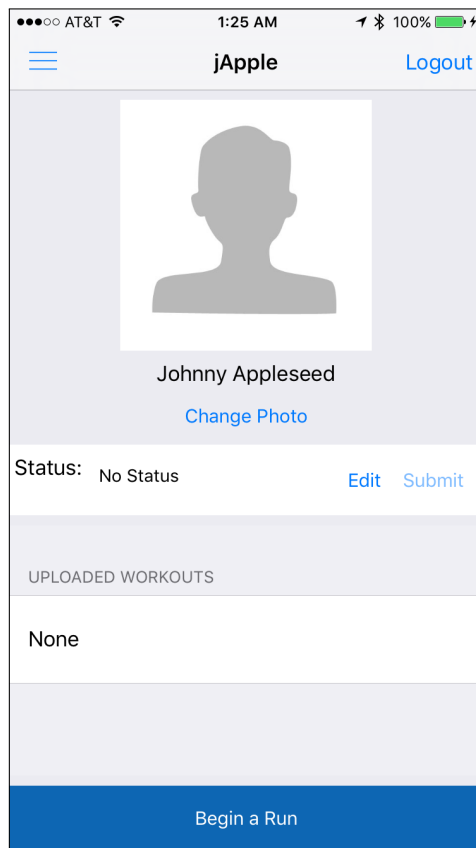 AT&T 1:25 AM 100%
jApple Logout
Johnny Appleseed
Change Photo
Status: No Status Edit Submit
UPLOADED WORKOUTS
None
Begin a Run